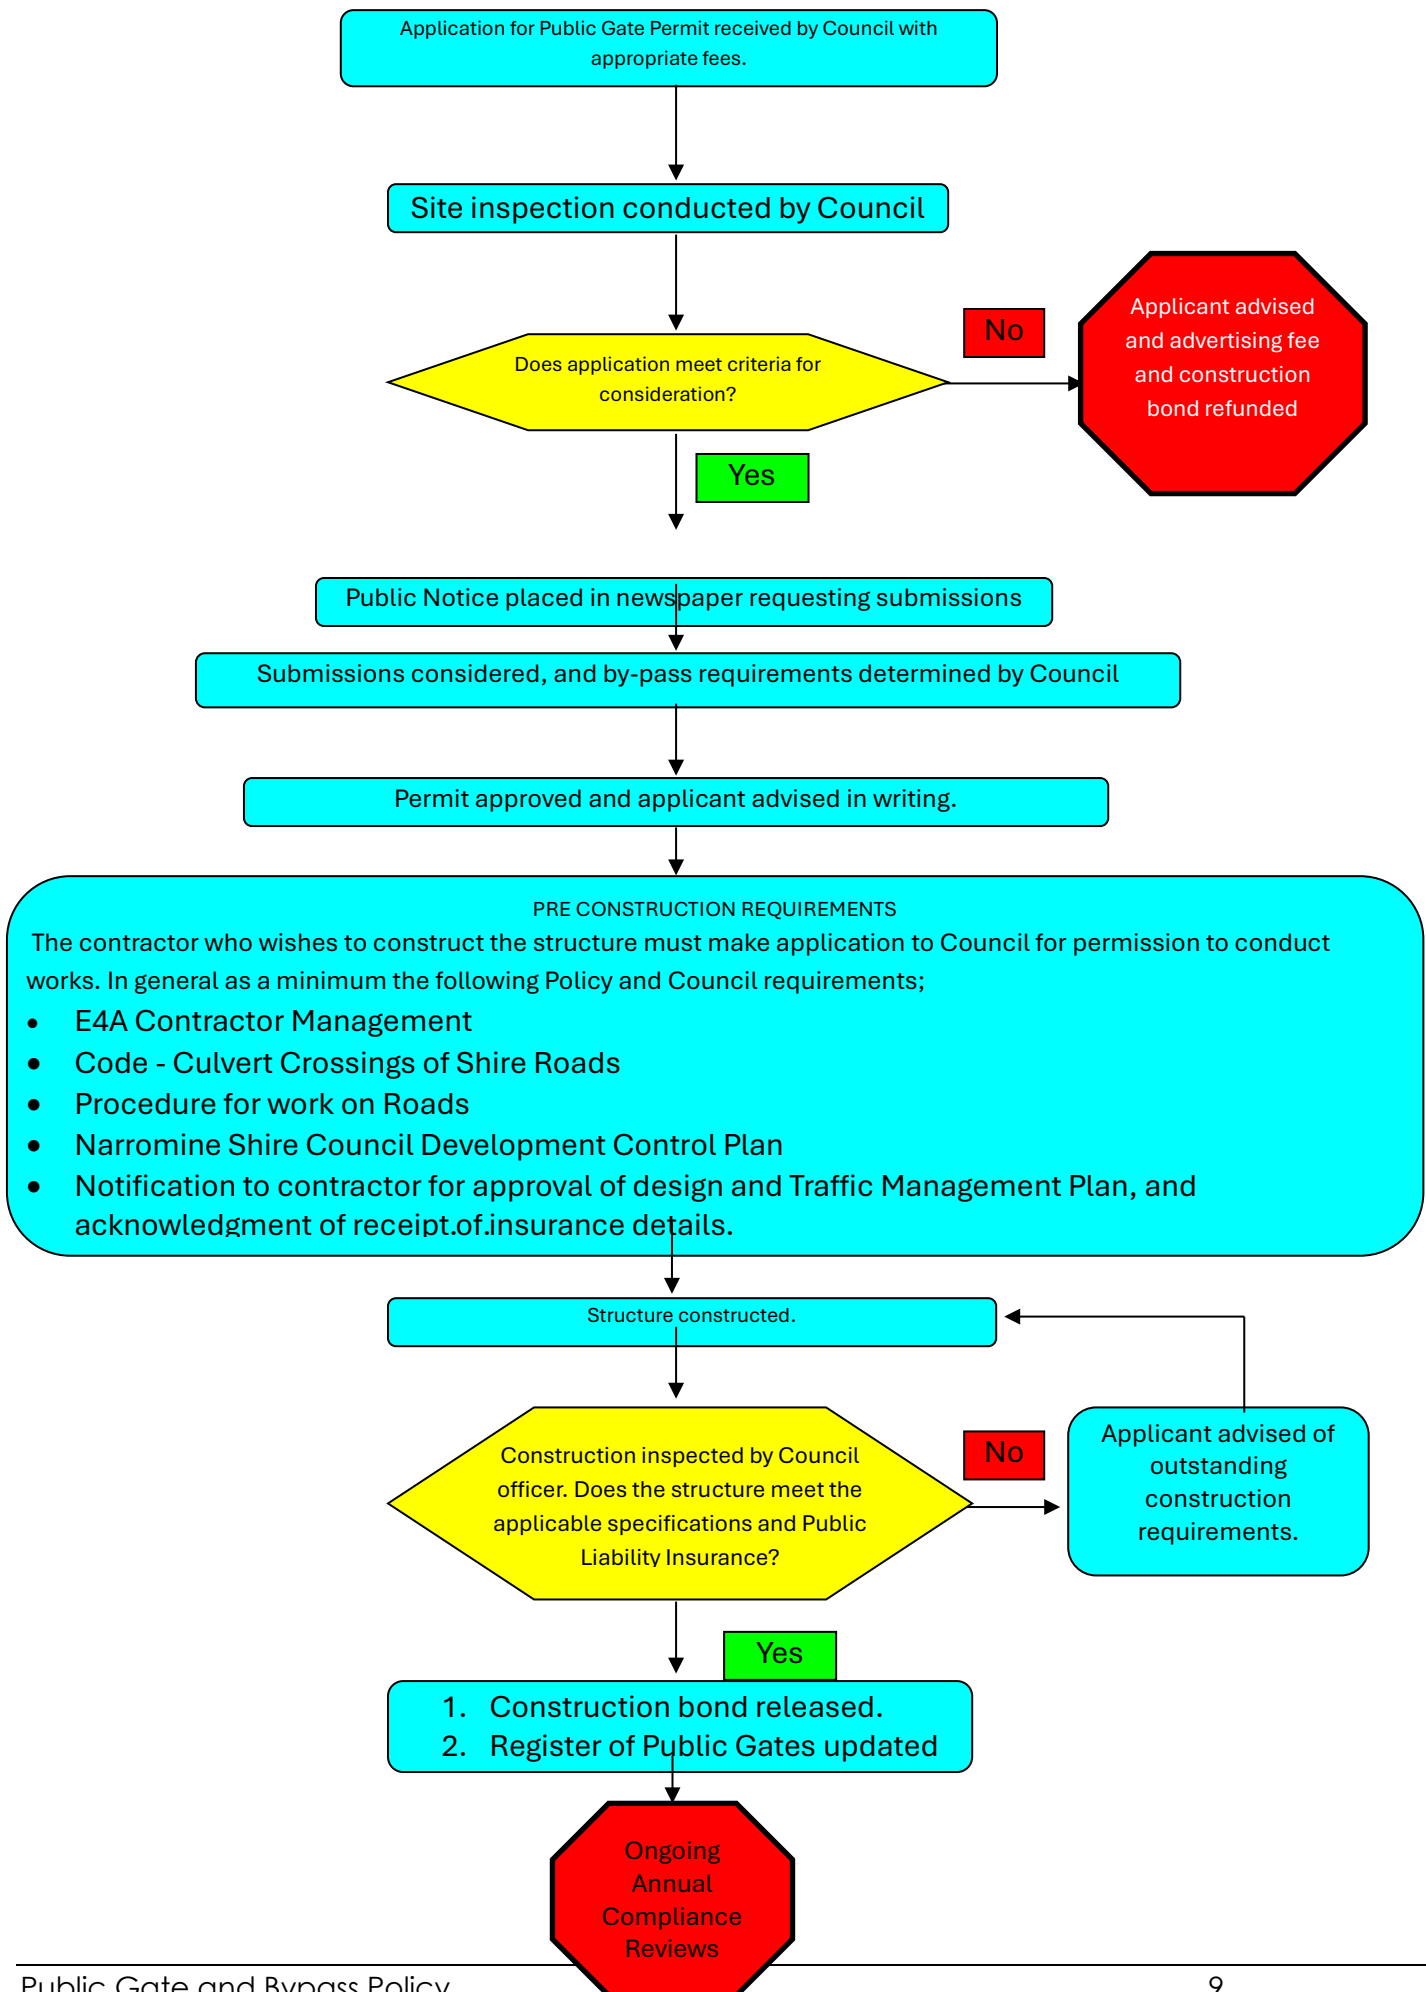 Application for Public Gate Permit received by Council with
appropriate fees.
Site inspection conducted by Council
Does application meet criteria for
consideration?
No
Applicant advised
and advertising fee
and construction
bond refunded
Yes
Public Notice placed in newspaper requesting submissions
Submissions considered, and by-pass requirements determined by Council
Permit approved and applicant advised in writing.
PRE CONSTRUCTION REQUIREMENTS
The contractor who wishes to construct the structure must make application to Council for permission to conduct
works. In general as a minimum the following Policy and Council requirements;
• E4A Contractor Management
• Code - Culvert Crossings of Shire Roads
• Procedure for work on Roads
• Narromine Shire Council Development Control Plan
• Notification to contractor for approval of design and Traffic Management Plan, and
acknowledgment of receipt.of.insurance details.
Structure constructed.
Construction inspected by Council
officer. Does the structure meet the
applicable specifications and Public
Liability Insurance?
No
Applicant advised of
outstanding
construction
requirements.
Yes
1. Construction bond released.
2. Register of Public Gates updated
Ongoing
Annual
Compliance
Reviews
Public Gate and Bypass Policy 9